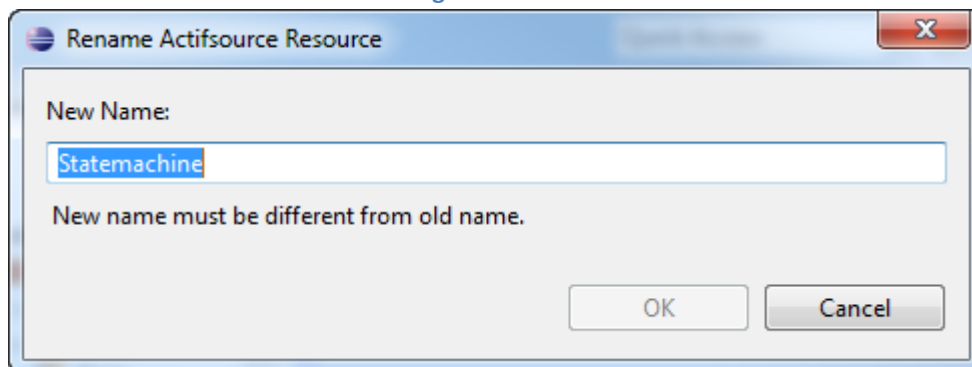 Rename Actifsource Resource
New Name:
Statemachine
New name must be different from old name.
OK
Cancel